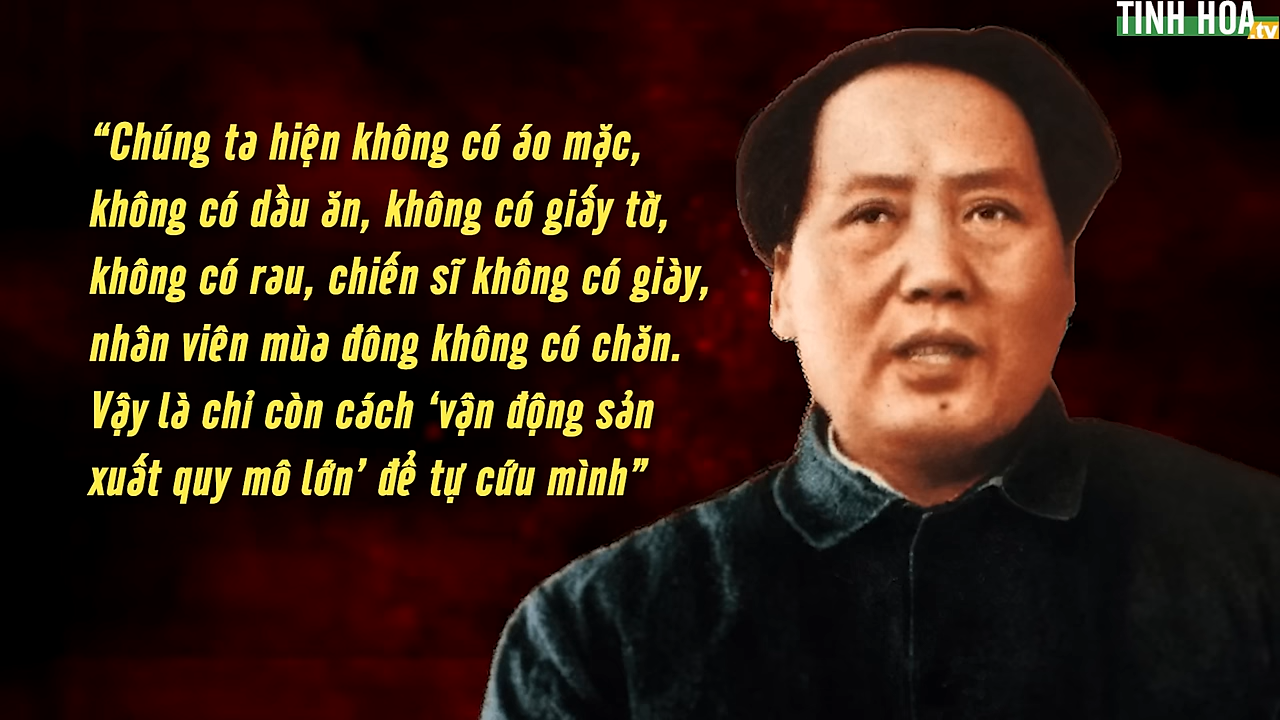 TINH HOA
.tv
“Chúng ta hiện không có áo mặc,
không có dầu ăn, không có giấy tờ,
không có rau, chiến sĩ không có giày,
nhân viên mùa đông không có chăn.
Vậy là chỉ còn cách ‘vận động sản
xuất quy mô lớn’ để tự cứu mình”